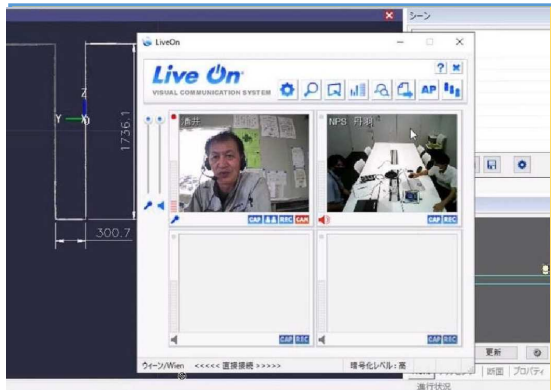 シーン
LiveOn
Live On
VISUAL COMMUNICATION SYSTEM
AP
Z
Y
1736.1
300.7
酒井
NPS 丹羽
CAP REC CAM
CAP REC
CAP REC
CAP REC
ウィーン/Wien <<<<< 直接接続 >>>>> 暗号化レベル：高
更新
断面 プロパティ
進行状況